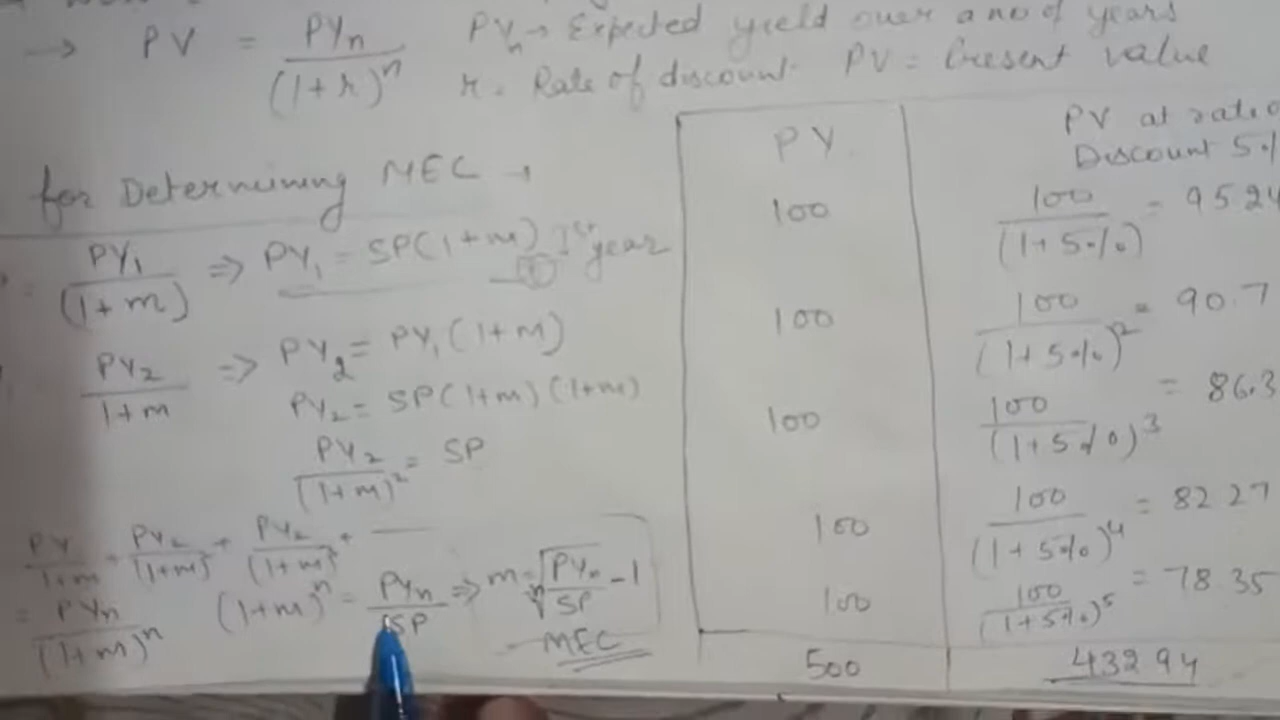 → PV = PYn / (1+r)^n PYn → Expected yield over a no of years
r = Rate of discount. PV = Present value
for Determining MEC →
PY1 / (1+m) ⇒ PY1 = SP(1+m) 1st year
①
PY2 / 1+m ⇒ PY2 = PY1 (1+m)
PY2 = SP(1+m)(1+m)
PY2 / (1+m)^2 = SP
PY / 1+m + PY2 / (1+m) + PY2 / (1+m) +
= PYn / (1+m)^n (1+m)^n = PYn / SP ⇒ m = n√(PYn / SP) - 1
MEC
PY PV at rate o
Discount 5%
100 100 / (1+5%) = 95.24
100 100 / (1+5%)^2 = 90.7
100 100 / (1+5%)^3 = 86.3
100 100 / (1+5%)^4 = 82.27
100 100 / (1+5%)^5 = 78.35
500 432.94